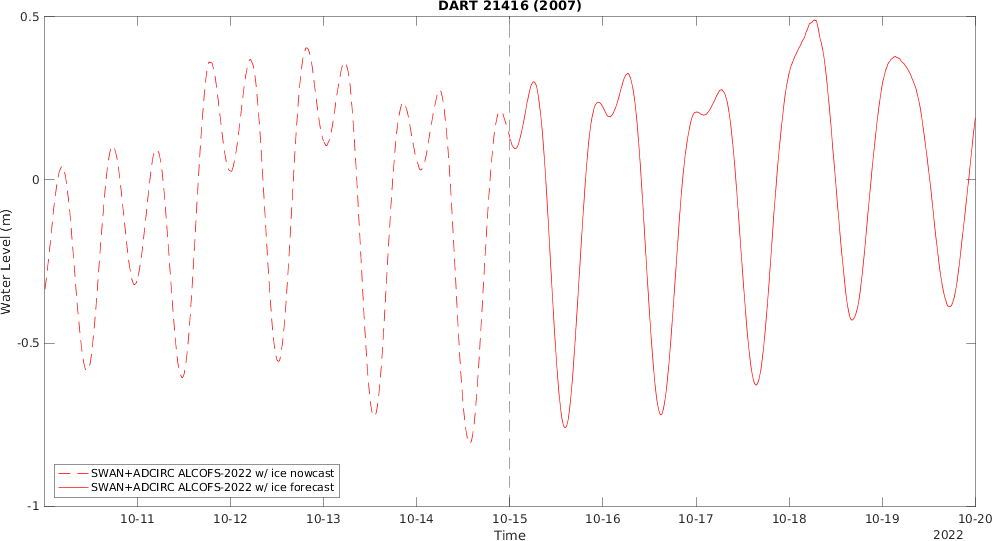 DART 21416 (2007)
0.5
0
-0.5
-1
Water Level (m)
SWAN+ADCIRC ALCOFS-2022 w/ ice nowcast
SWAN+ADCIRC ALCOFS-2022 w/ ice forecast
10-11 10-12 10-13 10-14 10-15 10-16 10-17 10-18 10-19 10-20
Time
2022